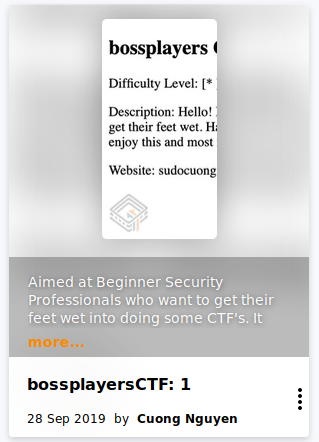 bossplayers
Difficulty Level: [*
Description: Hello!
get their feet wet.
enjoy this and most
Website: sudocuong
Aimed at Beginner Security
Professionals who want to get their
feet wet into doing some CTF's. It
more...
bossplayersCTF: 1
28 Sep 2019 by Cuong Nguyen